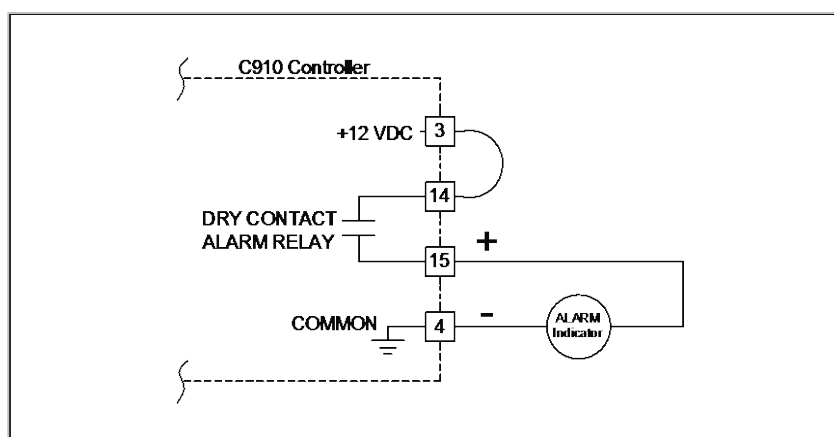 C910 Controller
+12 VDC
3
14
DRY CONTACT
ALARM RELAY
15
+
COMMON
4
-
ALARM
Indicator